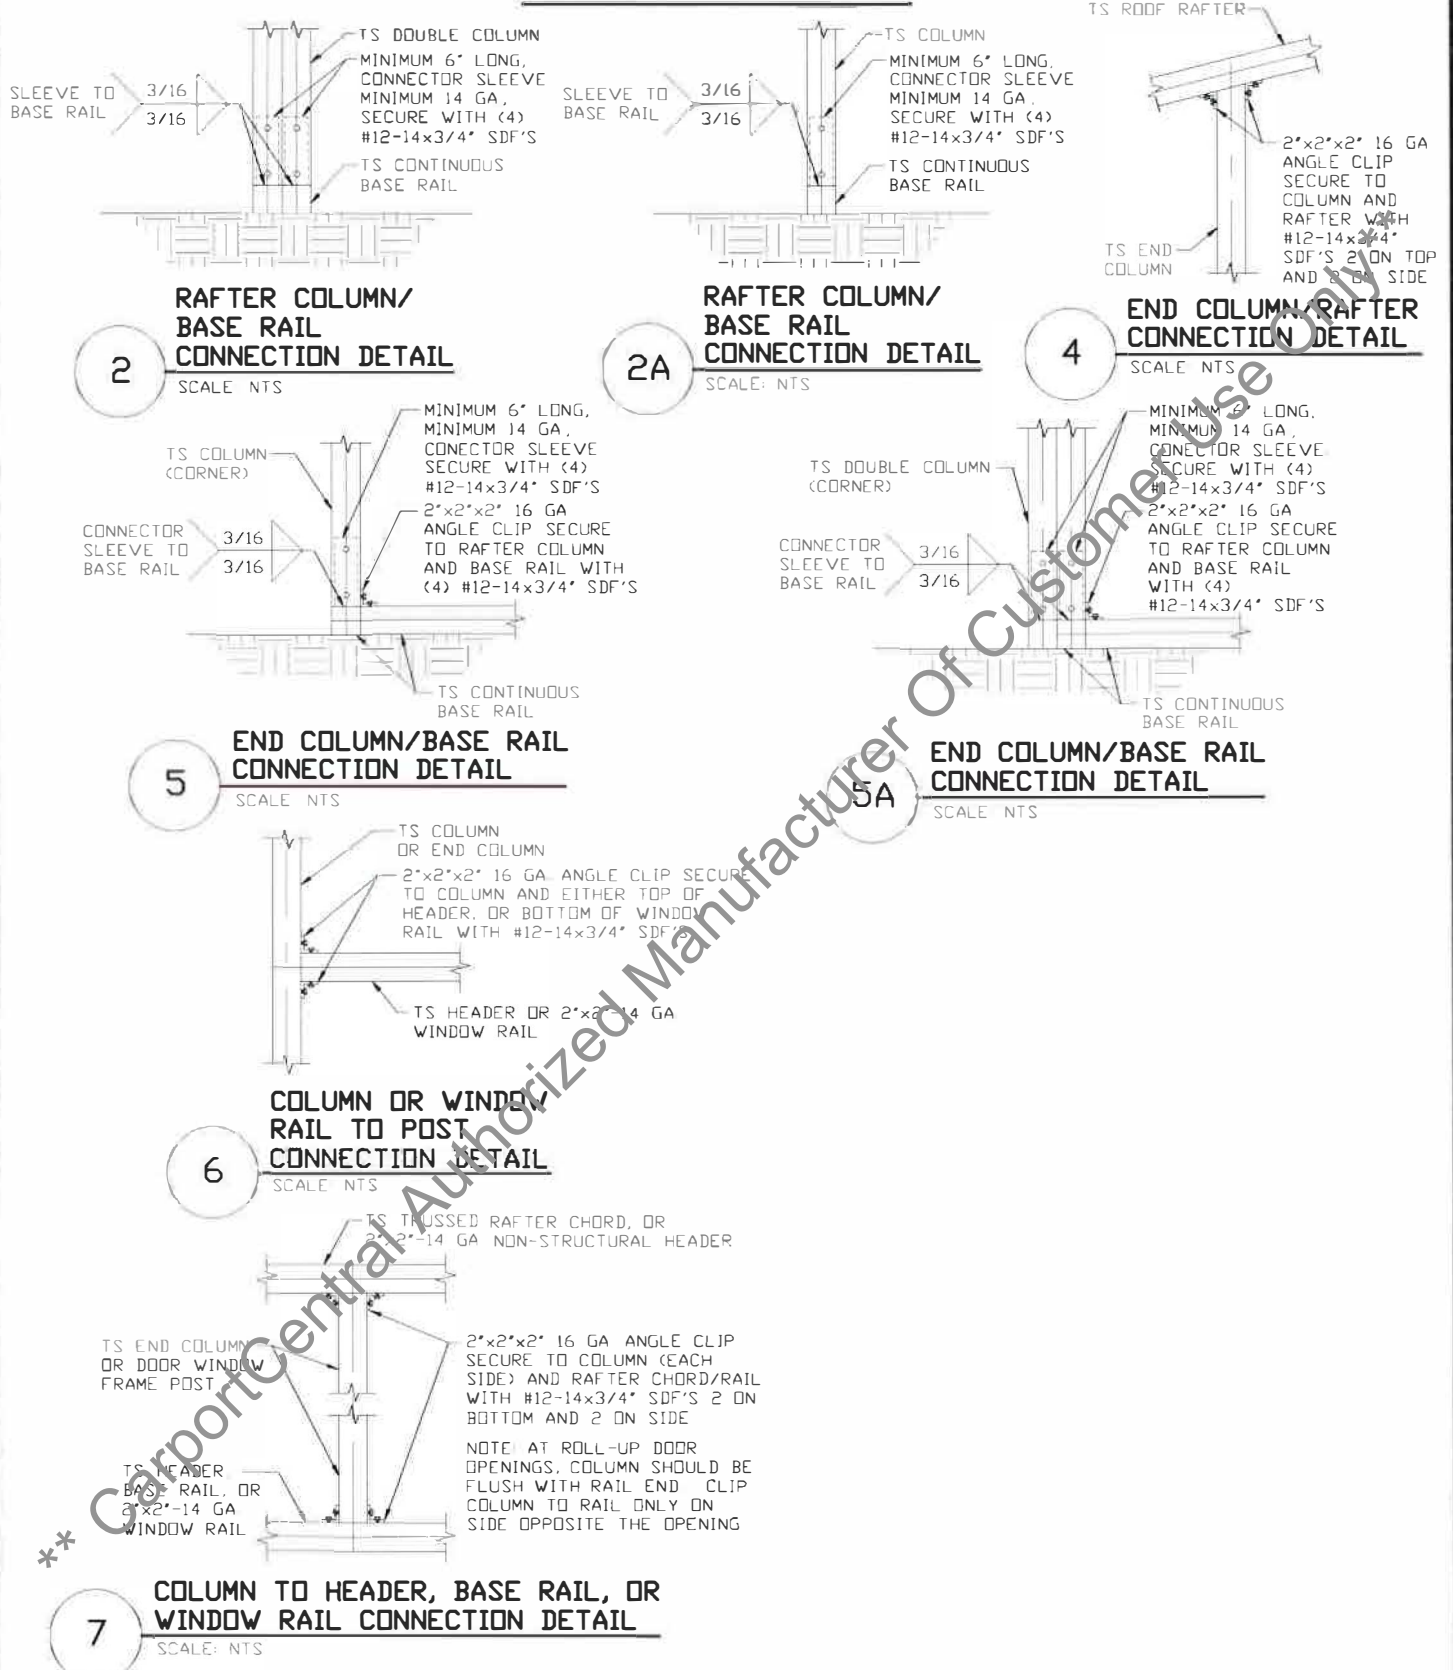 TS DOUBLE COLUMN
MINIMUM 6" LONG,
CONNECTOR SLEEVE
MINIMUM 14 GA,
SECURE WITH (4)
#12-14x3/4" SDF'S
SLEEVE TO
BASE RAIL
3/16
3/16
TS CONTINUOUS
BASE RAIL
2
RAFTER COLUMN/
BASE RAIL
CONNECTION DETAIL
SCALE NTS
TS COLUMN
MINIMUM 6" LONG,
CONNECTOR SLEEVE
MINIMUM 14 GA.
SECURE WITH (4)
#12-14x3/4" SDF'S
SLEEVE TO
BASE RAIL
3/16
3/16
TS CONTINUOUS
BASE RAIL
2A
RAFTER COLUMN/
BASE RAIL
CONNECTION DETAIL
SCALE: NTS
TS ROOF RAFTER
2"x2"x2" 16 GA
ANGLE CLIP
SECURE TO
COLUMN AND
RAFTER WITH
#12-14x3/4"
SDF'S 2 ON TOP
AND 2 ON SIDE
TS END
COLUMN
4
END COLUMN/RAFTER
CONNECTION DETAIL
SCALE NTS
MINIMUM 6" LONG,
MINIMUM 14 GA,
CONECTOR SLEEVE
SECURE WITH (4)
#12-14x3/4" SDF'S
TS COLUMN
(CORNER)
2"x2"x2" 16 GA
ANGLE CLIP SECURE
TO RAFTER COLUMN
AND BASE RAIL WITH
(4) #12-14x3/4" SDF'S
CONNECTOR
SLEEVE TO
BASE RAIL
3/16
3/16
TS CONTINUOUS
BASE RAIL
5
END COLUMN/BASE RAIL
CONNECTION DETAIL
SCALE NTS
MINIMUM 6" LONG,
MINIMUM 14 GA,
CONECTOR SLEEVE
SECURE WITH (4)
#12-14x3/4" SDF'S
TS DOUBLE COLUMN
(CORNER)
2"x2"x2" 16 GA
ANGLE CLIP SECURE
TO RAFTER COLUMN
AND BASE RAIL
WITH (4)
#12-14x3/4" SDF'S
CONNECTOR
SLEEVE TO
BASE RAIL
3/16
3/16
TS CONTINUOUS
BASE RAIL
5A
END COLUMN/BASE RAIL
CONNECTION DETAIL
SCALE NTS
TS COLUMN
OR END COLUMN
2"x2"x2" 16 GA ANGLE CLIP SECURE
TO COLUMN AND EITHER TOP OF
HEADER, OR BOTTOM OF WINDOW
RAIL WITH #12-14x3/4" SDF'S
TS HEADER OR 2"x2"-14 GA
WINDOW RAIL
6
COLUMN OR WINDOW
RAIL TO POST
CONNECTION DETAIL
SCALE NTS
TS TRUSSED RAFTER CHORD, OR
2"x2"-14 GA NON-STRUCTURAL HEADER
TS END COLUMN
OR DOOR WINDOW
FRAME POST
2"x2"x2" 16 GA ANGLE CLIP
SECURE TO COLUMN (EACH
SIDE) AND RAFTER CHORD/RAIL
WITH #12-14x3/4" SDF'S 2 ON
BOTTOM AND 2 ON SIDE
NOTE: AT ROLL-UP DOOR
OPENINGS, COLUMN SHOULD BE
FLUSH WITH RAIL END CLIP
COLUMN TO RAIL ONLY ON
SIDE OPPOSITE THE OPENING
TS HEADER
BASE RAIL, OR
2"x2"-14 GA
WINDOW RAIL
7
COLUMN TO HEADER, BASE RAIL, OR
WINDOW RAIL CONNECTION DETAIL
SCALE: NTS
** CarportCentral Authorized Manufacturer Of Customer Use Only**